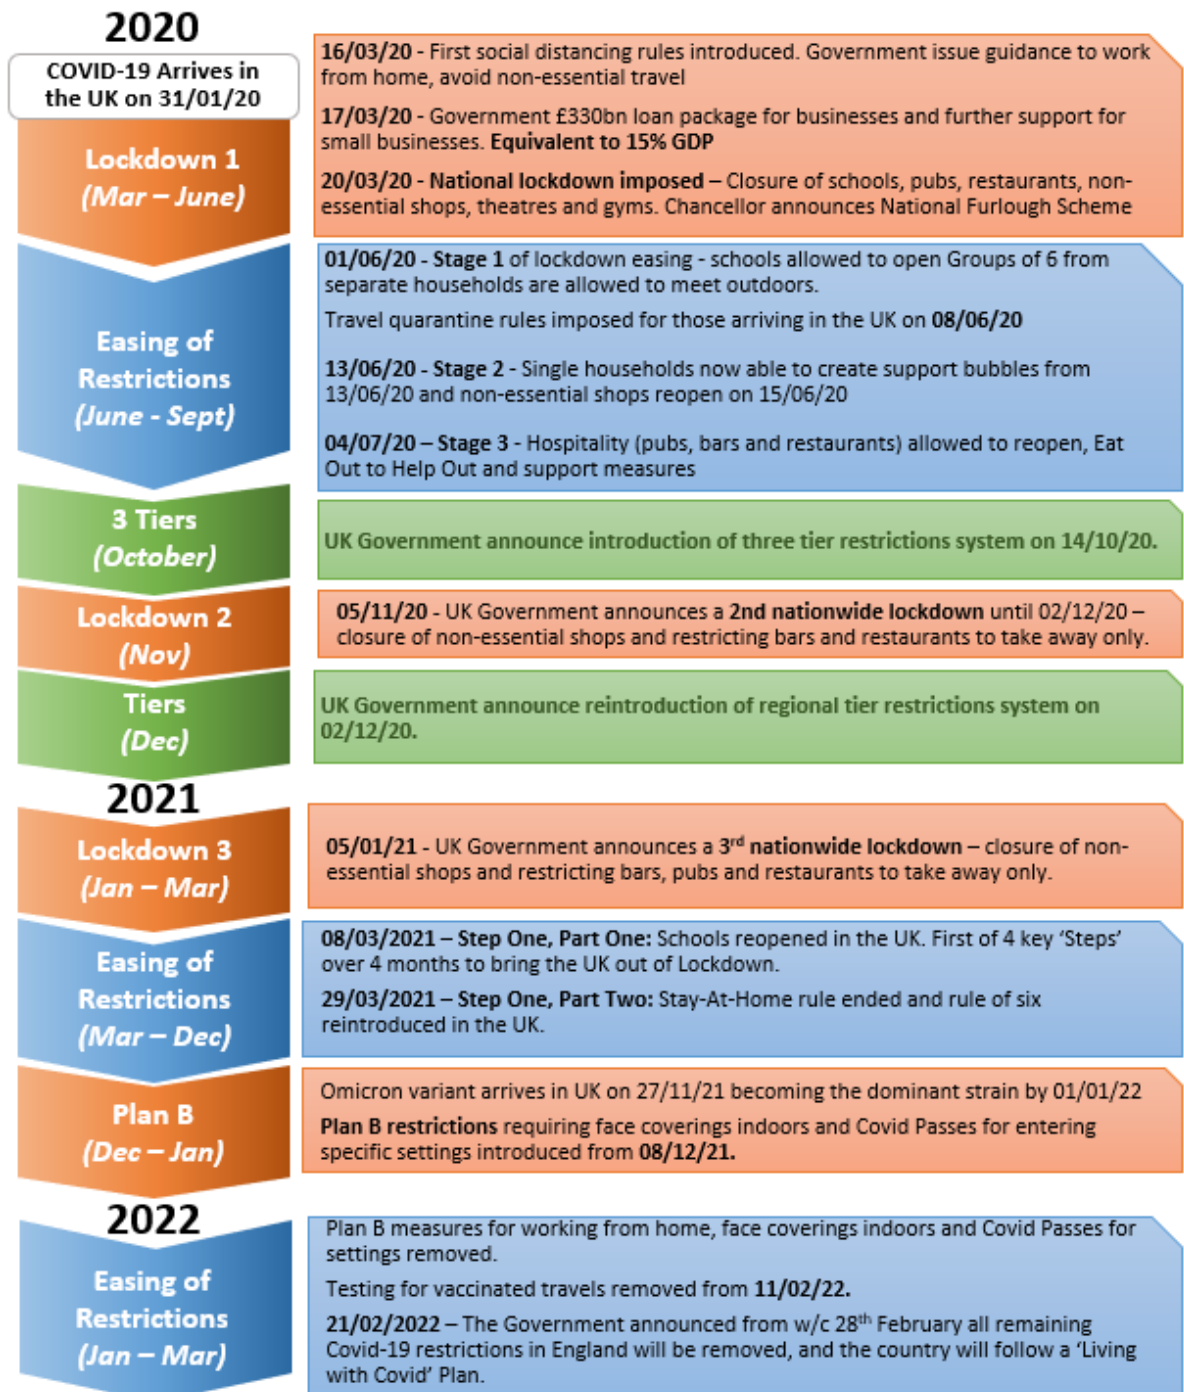 2020
COVID-19 Arrives in
the UK on 31/01/20
Lockdown 1
(Mar – June)
16/03/20 - First social distancing rules introduced. Government issue guidance to work
from home, avoid non-essential travel
17/03/20 - Government £330bn loan package for businesses and further support for
small businesses. Equivalent to 15% GDP
20/03/20 - National lockdown imposed – Closure of schools, pubs, restaurants, non-
essential shops, theatres and gyms. Chancellor announces National Furlough Scheme
Easing of
Restrictions
(June - Sept)
01/06/20 - Stage 1 of lockdown easing - schools allowed to open Groups of 6 from
separate households are allowed to meet outdoors.
Travel quarantine rules imposed for those arriving in the UK on 08/06/20
13/06/20 - Stage 2 - Single households now able to create support bubbles from
13/06/20 and non-essential shops reopen on 15/06/20
04/07/20 – Stage 3 - Hospitality (pubs, bars and restaurants) allowed to reopen, Eat
Out to Help Out and support measures
3 Tiers
(October)
UK Government announce introduction of three tier restrictions system on 14/10/20.
Lockdown 2
(Nov)
05/11/20 - UK Government announces a 2nd nationwide lockdown until 02/12/20 –
closure of non-essential shops and restricting bars and restaurants to take away only.
Tiers
(Dec)
UK Government announce reintroduction of regional tier restrictions system on
02/12/20.
2021
Lockdown 3
(Jan – Mar)
05/01/21 - UK Government announces a 3rd nationwide lockdown – closure of non-
essential shops and restricting bars, pubs and restaurants to take away only.
Easing of
Restrictions
(Mar – Dec)
08/03/2021 – Step One, Part One: Schools reopened in the UK. First of 4 key ‘Steps’
over 4 months to bring the UK out of Lockdown.
29/03/2021 – Step One, Part Two: Stay-At-Home rule ended and rule of six
reintroduced in the UK.
Plan B
(Dec – Jan)
Omicron variant arrives in UK on 27/11/21 becoming the dominant strain by 01/01/22
Plan B restrictions requiring face coverings indoors and Covid Passes for entering
specific settings introduced from 08/12/21.
2022
Easing of
Restrictions
(Jan – Mar)
Plan B measures for working from home, face coverings indoors and Covid Passes for
settings removed.
Testing for vaccinated travels removed from 11/02/22.
21/02/2022 – The Government announced from w/c 28th February all remaining
Covid-19 restrictions in England will be removed, and the country will follow a ‘Living
with Covid’ Plan.